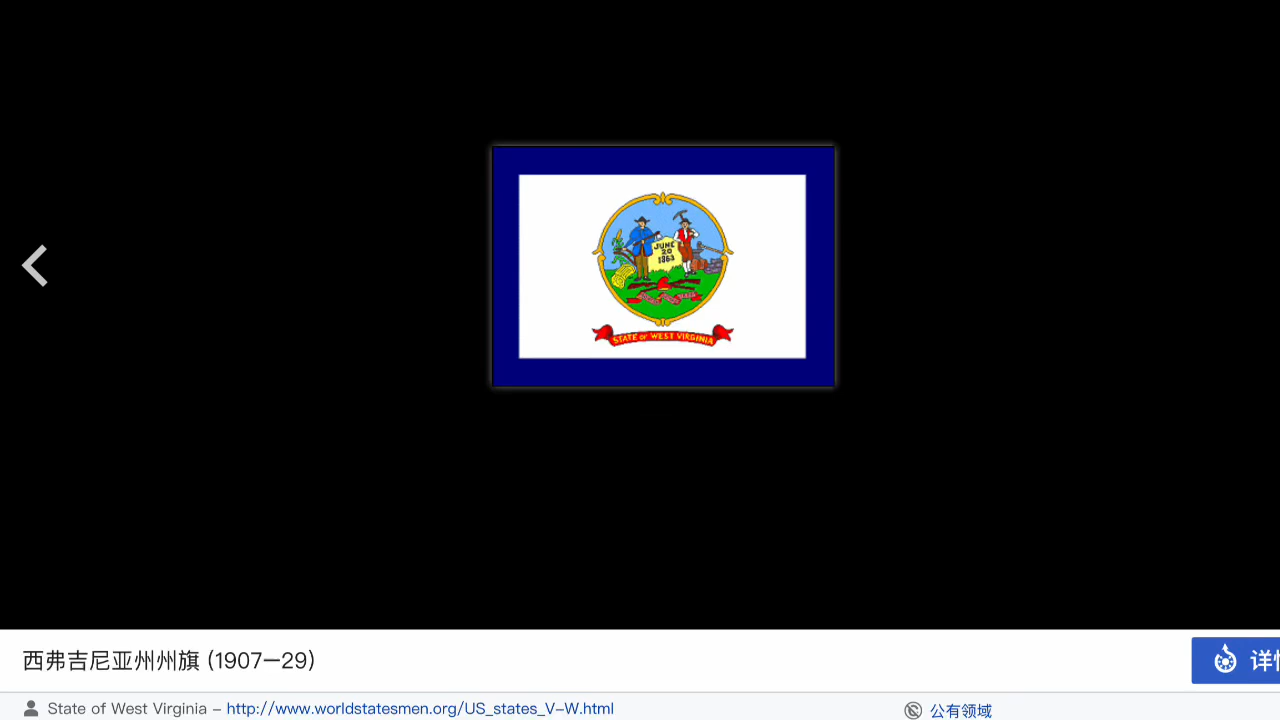 JUNE
20
1863
STATE OF WEST VIRGINIA
西弗吉尼亚州州旗 (1907—29)
详
State of West Virginia – http://www.worldstatesmen.org/US_states_V-W.html
公有领域